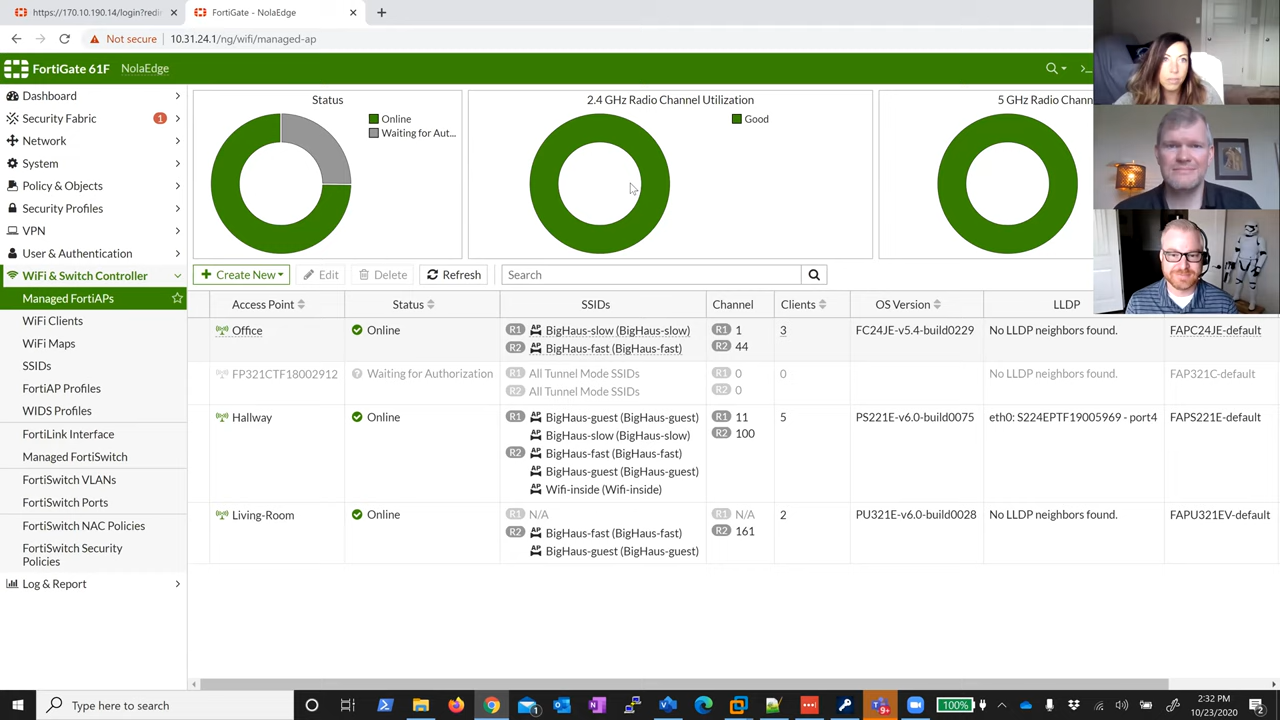 https://170.10.190.14/login?redir
FortiGate - NolaEdge
Not secure
10.31.24.1/ng/wifi/managed-ap
FortiGate 61F
NolaEdge
Dashboard
Security Fabric
1
Network
System
Policy & Objects
Security Profiles
VPN
User & Authentication
WiFi & Switch Controller
Managed FortiAPs
WiFi Clients
WiFi Maps
SSIDs
FortiAP Profiles
WIDS Profiles
FortiLink Interface
Managed FortiSwitch
FortiSwitch VLANs
FortiSwitch Ports
FortiSwitch NAC Policies
FortiSwitch Security
Policies
Log & Report
Status
Online
Waiting for Aut...
2.4 GHz Radio Channel Utilization
Good
5 GHz Radio Chann
Create New
Edit
Delete
Refresh
Search
Access Point Status SSIDs Channel Clients OS Version LLDP
Office Online R1 BigHaus-slow (BigHaus-slow) R1 1 3 FC24JE-v5.4-build0229 No LLDP neighbors found. FAPC24JE-default
R2 BigHaus-fast (BigHaus-fast) R2 44
FP321CTF18002912 Waiting for Authorization R1 All Tunnel Mode SSIDs R1 0 0 No LLDP neighbors found. FAP321C-default
R2 All Tunnel Mode SSIDs R2 0
Hallway Online R1 BigHaus-guest (BigHaus-guest) R1 11 5 PS221E-v6.0-build0075 eth0: S224EPTF19005969 - port4 FAPS221E-default
BigHaus-slow (BigHaus-slow) R2 100
R2 BigHaus-fast (BigHaus-fast)
BigHaus-guest (BigHaus-guest)
Wifi-inside (Wifi-inside)
Living-Room Online R1 N/A R1 N/A 2 PU321E-v6.0-build0028 No LLDP neighbors found. FAPU321EV-default
R2 BigHaus-fast (BigHaus-fast) R2 161
BigHaus-guest (BigHaus-guest)
Type here to search
100%
2:32 PM
10/23/2020